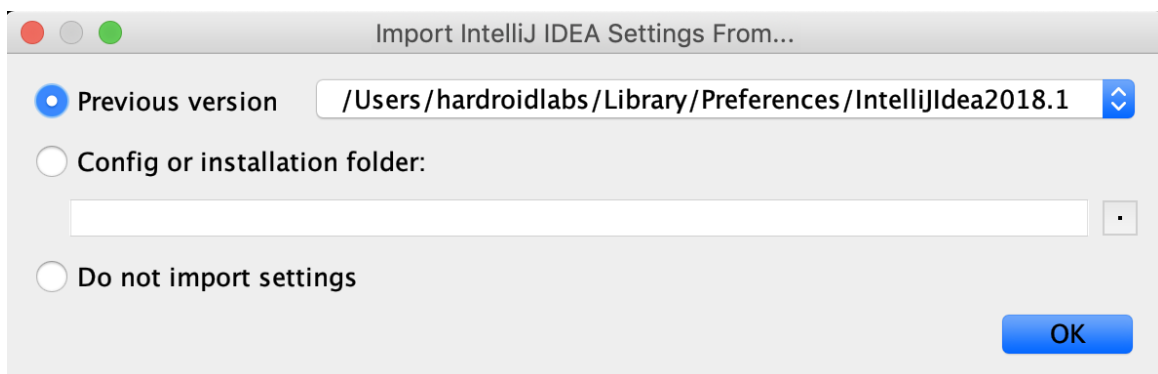 Import IntelliJ IDEA Settings From...
Previous version /Users/hardroidlabs/Library/Preferences/IntelliJIdea2018.1
Config or installation folder:
.
Do not import settings
OK